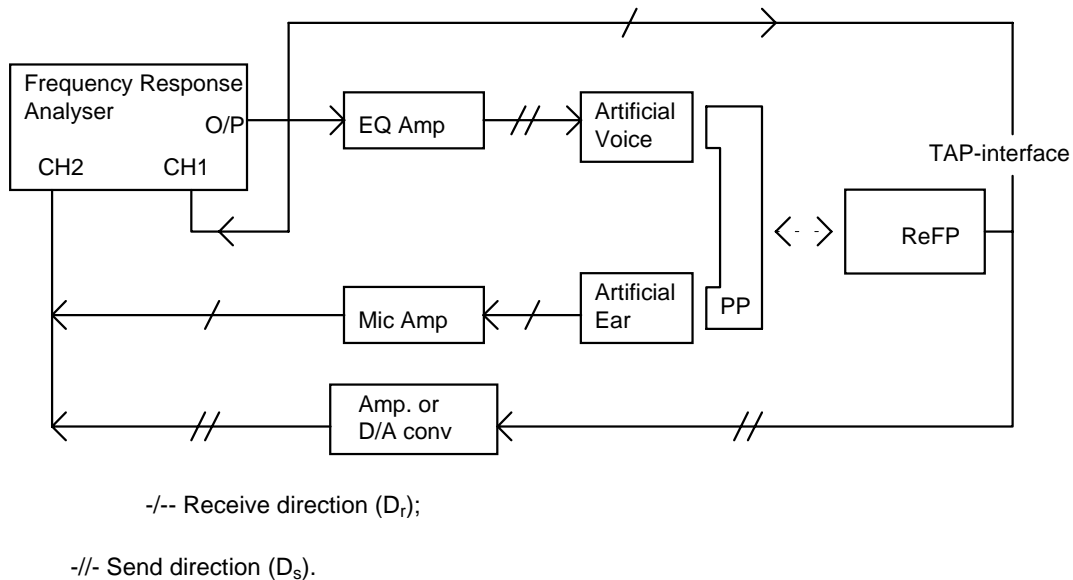 Frequency Response
Analyser
O/P
CH2
CH1
EQ Amp
Artificial
Voice
TAP-interface
ReFP
PP
Mic Amp
Artificial
Ear
Amp. or
D/A conv
-/-- Receive direction (Dr);
-//- Send direction (Ds).